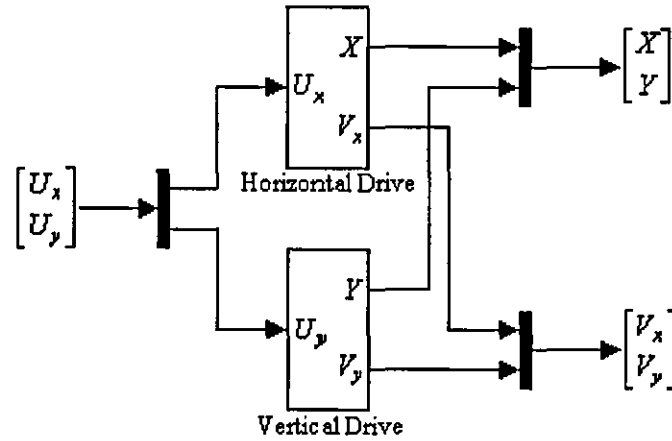 X
U_x
V_x
Horizontal Drive
[U_x
U_y]
Y
U_y
V_y
Vertical Drive
[X
Y]
[V_x
V_y]